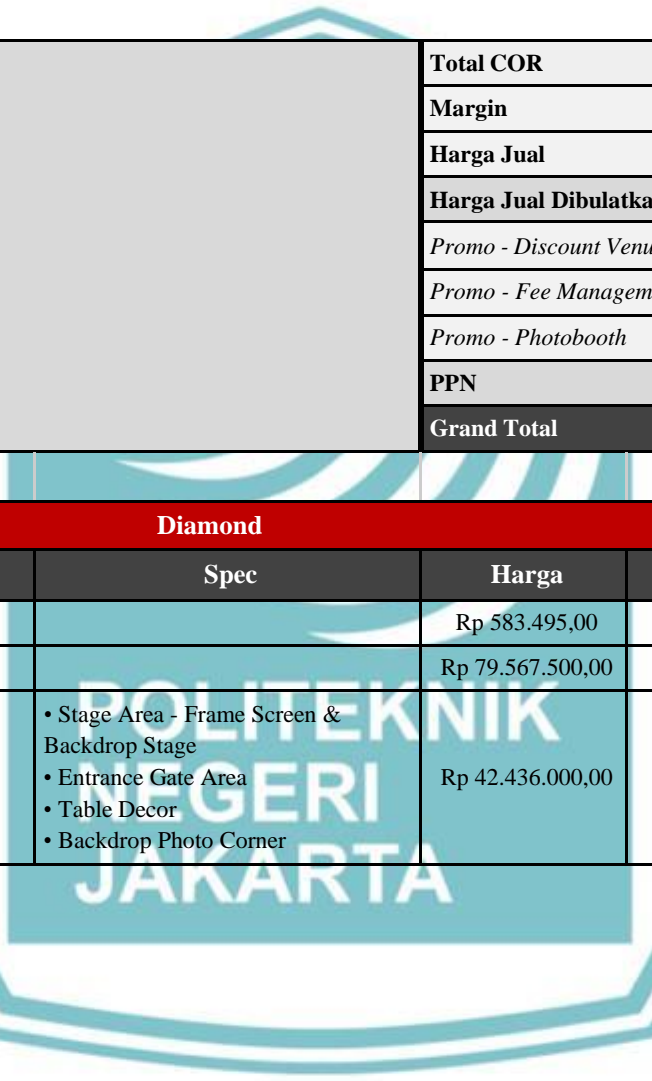 Total COR
Margin
Harga Jual
Harga Jual Dibulatka
Promo - Discount Venu
Promo - Fee Managem
Promo - Photobooth
PPN
Grand Total
Diamond
Spec Harga
Rp 583.495,00
Rp 79.567.500,00
• Stage Area - Frame Screen &
Backdrop Stage
• Entrance Gate Area
• Table Decor
• Backdrop Photo Corner
Rp 42.436.000,00
POLITEKNIK
NEGERI
JAKARTA